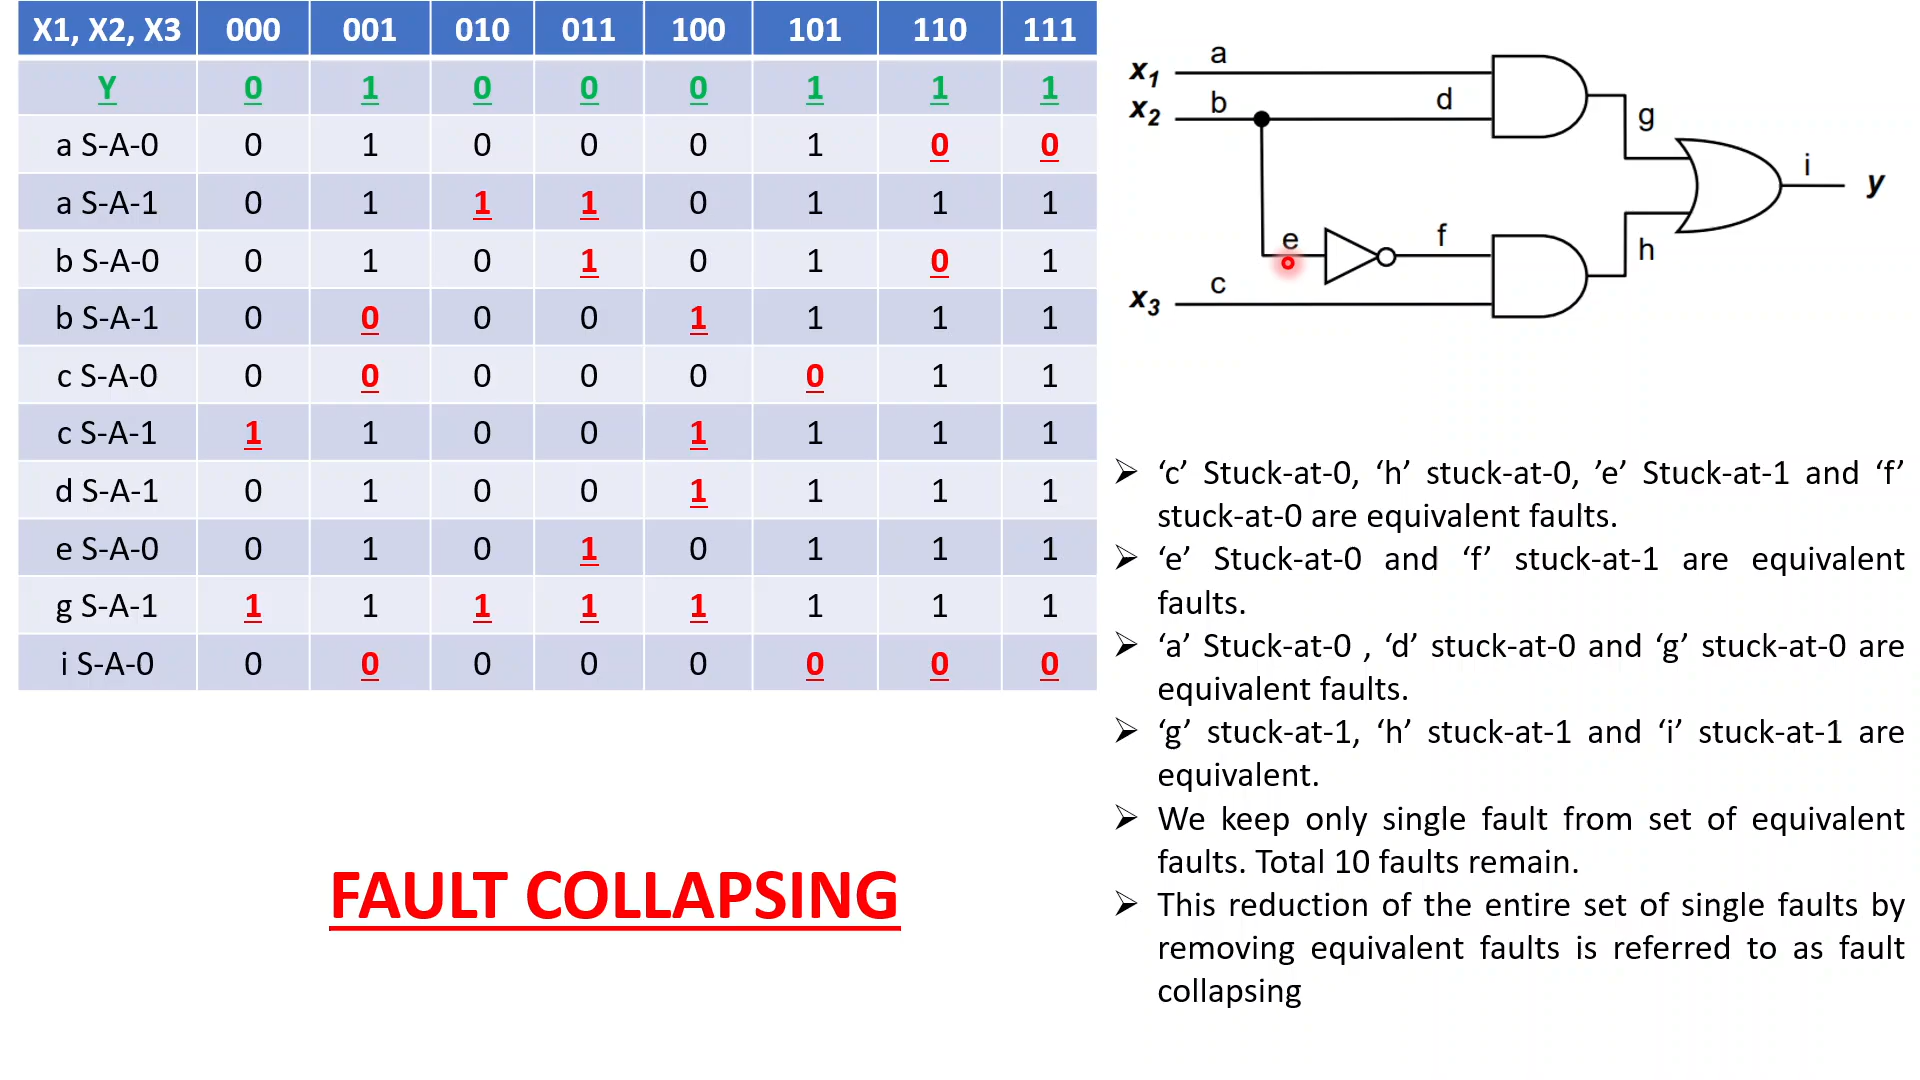 X1, X2, X3 000 001 010 011 100 101 110 111
Y 0 1 0 0 0 1 1 1
a S-A-0 0 1 0 0 0 1 0 0
a S-A-1 0 1 1 1 0 1 1 1
b S-A-0 0 1 0 1 0 1 0 1
b S-A-1 0 0 0 0 1 1 1 1
c S-A-0 0 0 0 0 0 0 1 1
c S-A-1 1 1 0 0 1 1 1 1
d S-A-1 0 1 0 0 1 1 1 1
e S-A-0 0 1 0 1 0 1 1 1
g S-A-1 1 1 1 1 1 1 1 1
i S-A-0 0 0 0 0 0 0 0 0
FAULT COLLAPSING
x1 a
x2 b d
g
i y
e f
h
x3 c
‘c’ Stuck-at-0, ‘h’ stuck-at-0, ’e’ Stuck-at-1 and ‘f’
stuck-at-0 are equivalent faults.
‘e’ Stuck-at-0 and ‘f’ stuck-at-1 are equivalent
faults.
‘a’ Stuck-at-0 , ‘d’ stuck-at-0 and ‘g’ stuck-at-0 are
equivalent faults.
‘g’ stuck-at-1, ‘h’ stuck-at-1 and ‘i’ stuck-at-1 are
equivalent.
We keep only single fault from set of equivalent
faults. Total 10 faults remain.
This reduction of the entire set of single faults by
removing equivalent faults is referred to as fault
collapsing